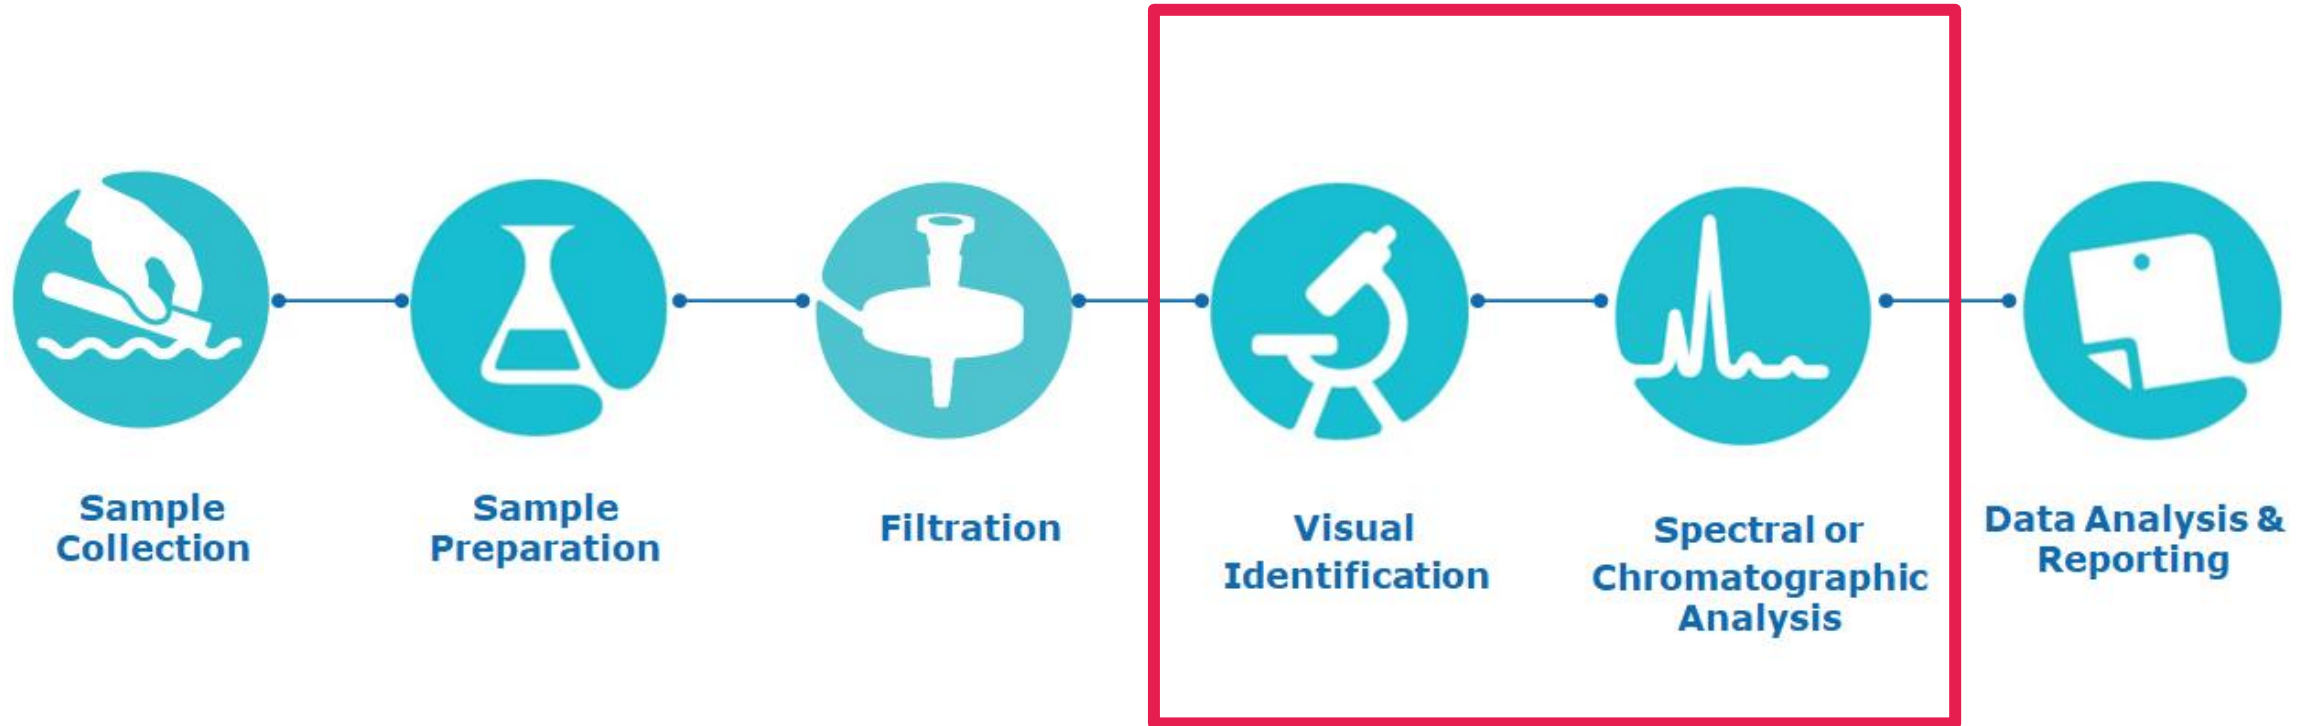 Sample
Collection
Sample
Preparation
Filtration
Visual
Identification
Spectral or
Chromatographic
Analysis
Data Analysis &
Reporting